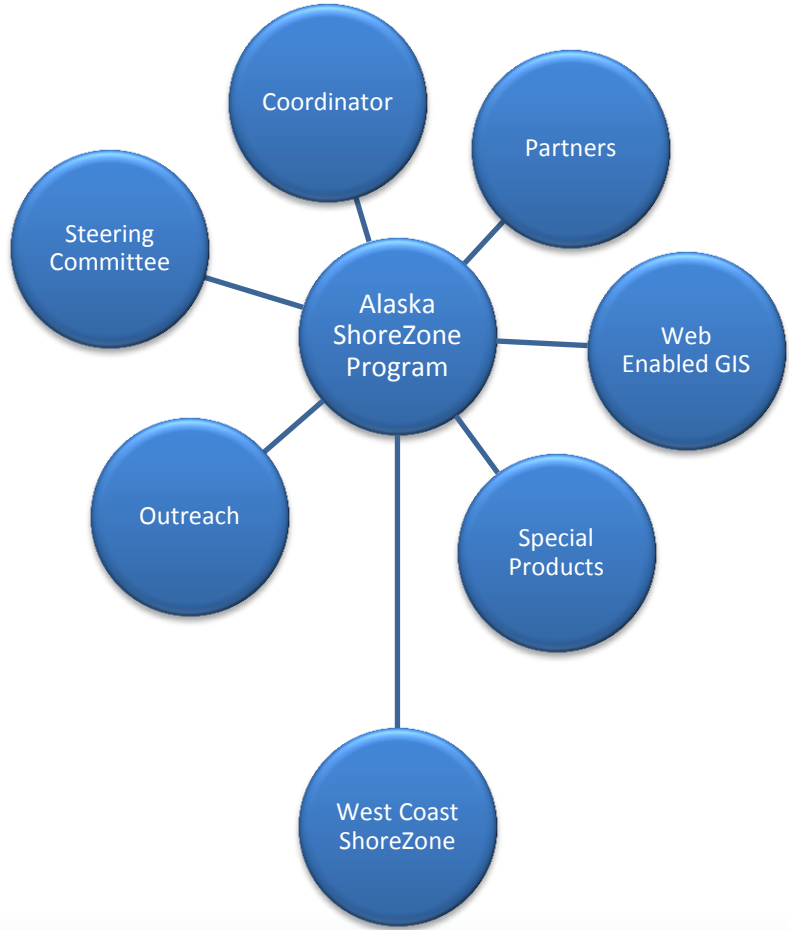 Coordinator
Partners
Steering
Committee
Alaska
ShoreZone
Program
Web
Enabled GIS
Outreach
Special
Products
West Coast
ShoreZone